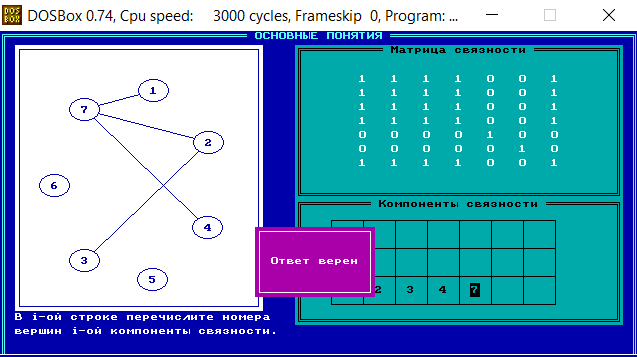 DOSBox 0.74, Cpu speed: 3000 cycles, Frameskip 0, Program: ...
ОСНОВНЫЕ ПОНЯТИЯ
1
7
2
6
4
3
5
В i-ой строке перечислите номера
вершин i-ой компоненты связности.
Матрица связности
1 1 1 1 0 0 1
1 1 1 1 0 0 1
1 1 1 1 0 0 1
1 1 1 1 0 0 1
0 0 0 0 1 0 0
0 0 0 0 0 1 0
1 1 1 1 0 0 1
Компоненты связности
2 3 4 7
Ответ верен